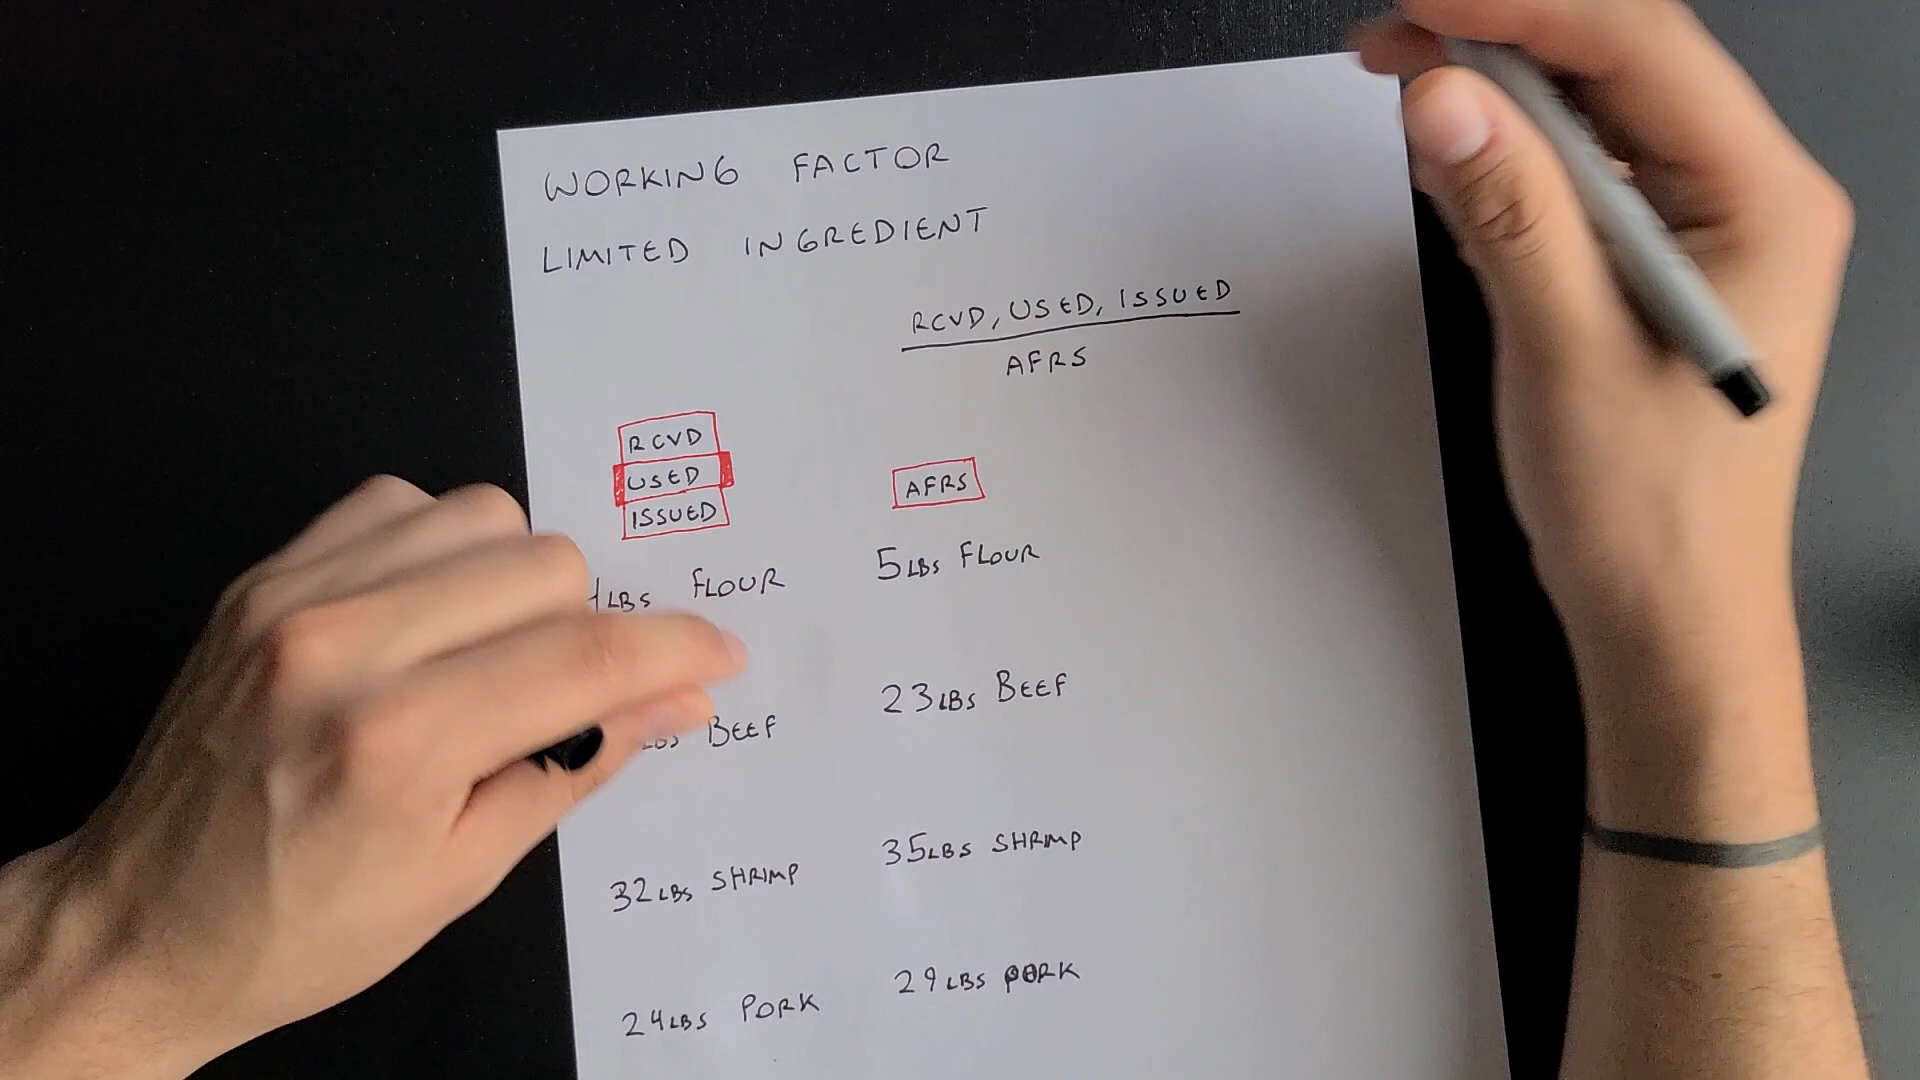 WORKING FACTOR
LIMITED INGREDIENT
RCVD, USED, ISSUED
AFRS
RCVD
USED
ISSUED
AFRS
LBS FLOUR
5LBS FLOUR
BEEF
23LBS BEEF
32LBS SHRIMP
35LBS SHRIMP
24LBS PORK
29LBS PORK